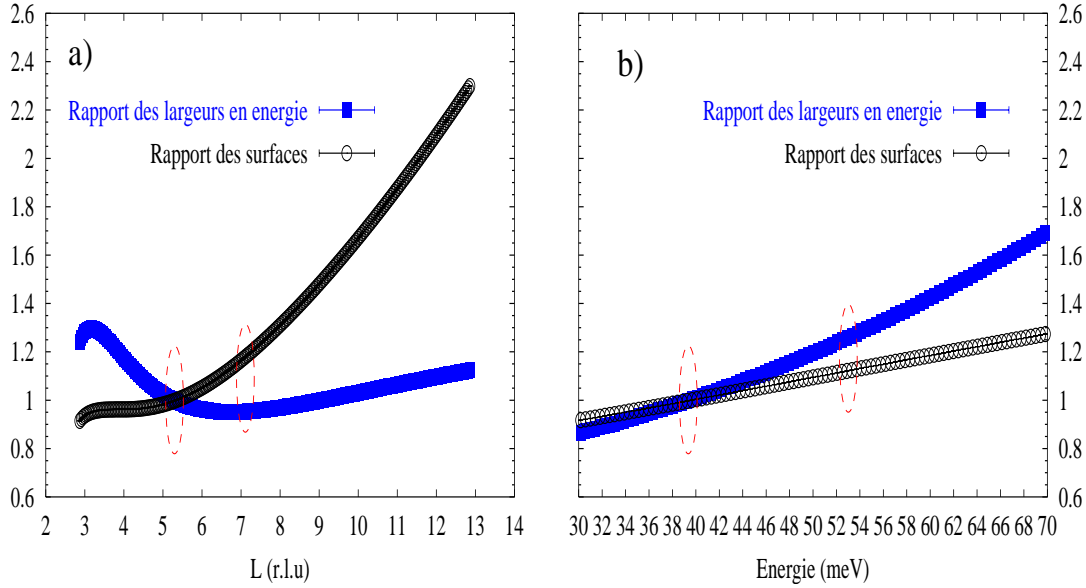 a)
Rapport des largeurs en energie
Rapport des surfaces
2.6
2.4
2.2
2
1.8
1.6
1.4
1.2
1
0.8
0.6
2 3 4 5 6 7 8 9 10 11 12 13 14
L (r.l.u)
b)
Rapport des largeurs en energie
Rapport des surfaces
2.6
2.4
2.2
2
1.8
1.6
1.4
1.2
1
0.8
0.6
30 32 34 36 38 40 42 44 46 48 50 52 54 56 58 60 62 64 66 68 70
Energie (meV)